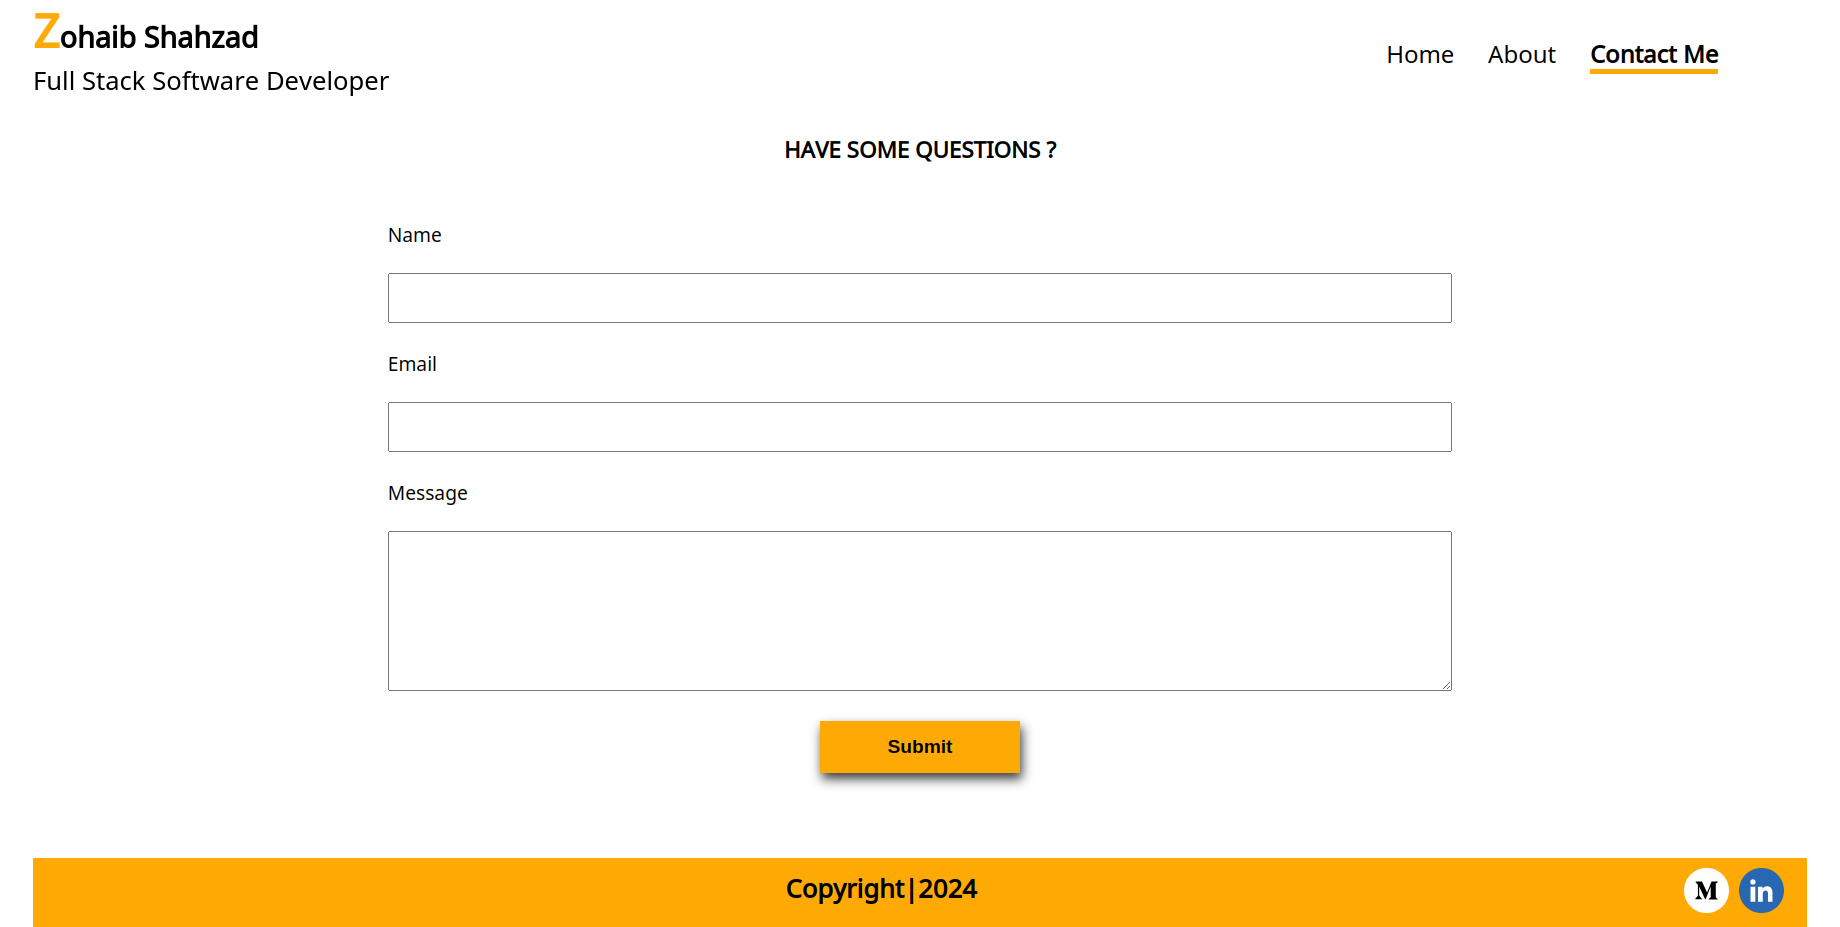 Zohaib Shahzad
Full Stack Software Developer
Home About Contact Me
HAVE SOME QUESTIONS ?
Name
Email
Message
Submit
Copyright|2024
M in